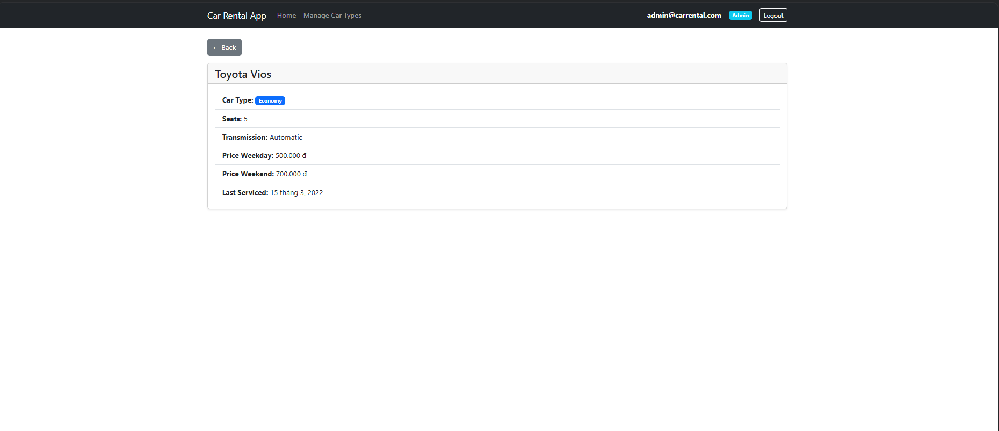 Car Rental App Home Manage Car Types admin@carrental.com Admin Logout
← Back
Toyota Vios
Car Type: Economy
Seats: 5
Transmission: Automatic
Price Weekday: 500.000 ₫
Price Weekend: 700.000 ₫
Last Serviced: 15 tháng 3, 2022